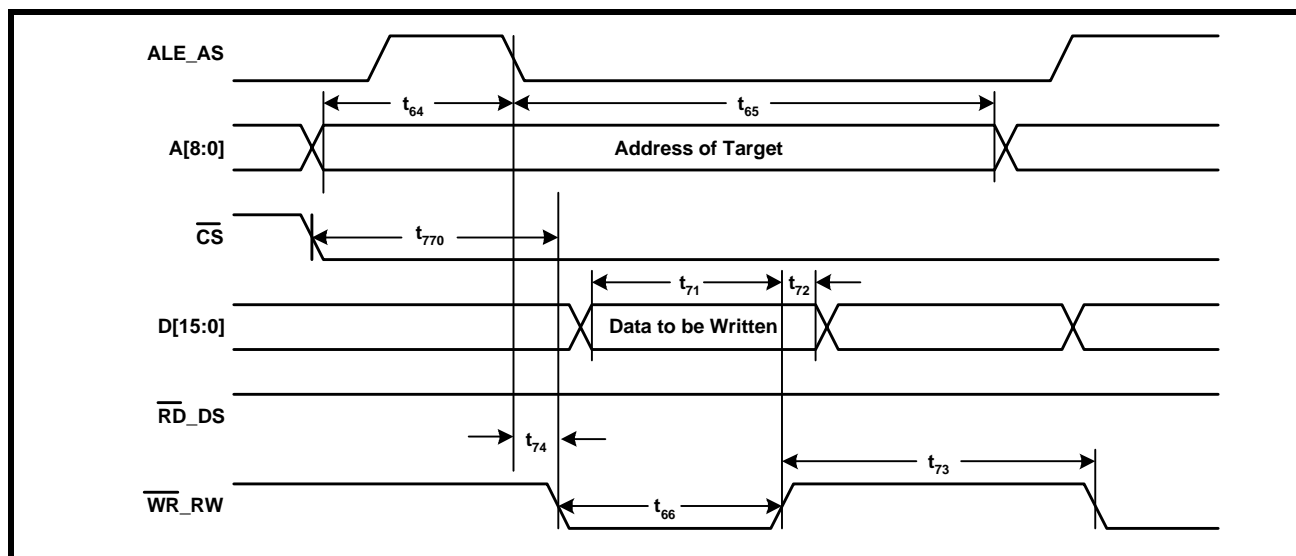 ALE_AS
t64
t65
A[8:0]
Address of Target
CS
t770
t71
t72
D[15:0]
Data to be Written
RD_DS
t74
t73
WR_RW
t66